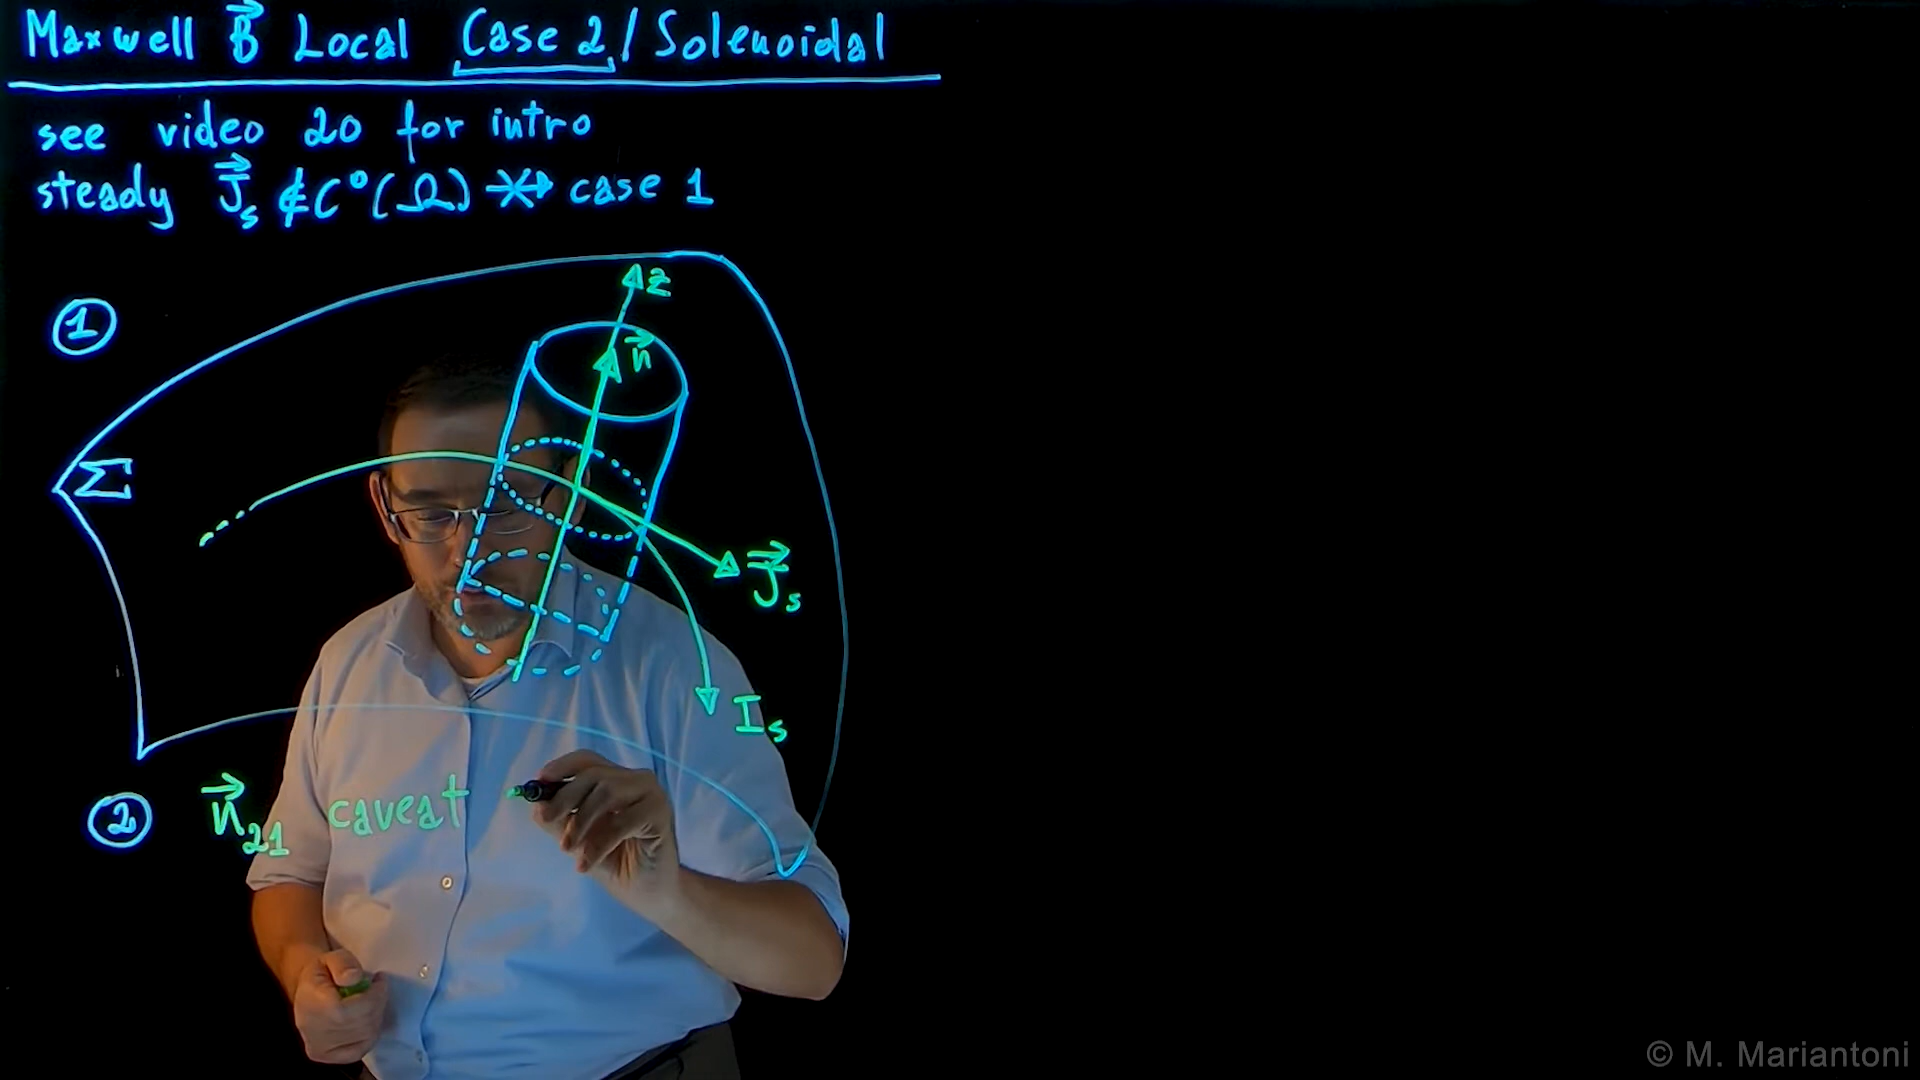 Maxwell B⃗ Local Case 2 / Solenoidal
see video 20 for intro
steady J⃗ₛ ∉ C⁰(Ω) case 1
①
z
n⃗
Σ
J⃗ₛ
Iₛ
② n⃗₂₁ caveat
© M. Mariantoni